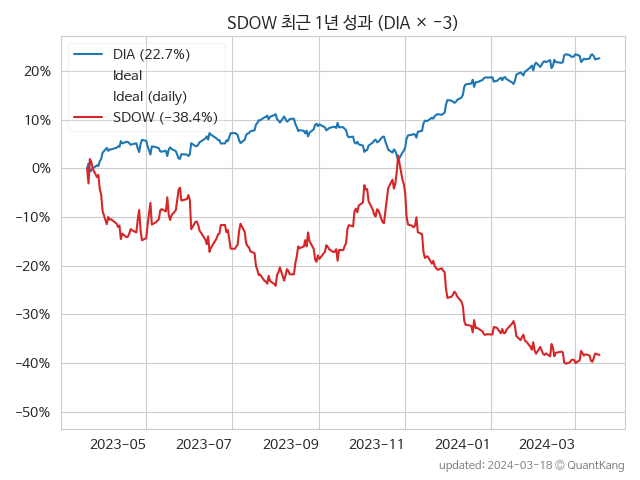 SDOW 최근 1년 성과 (DIA × −3)
DIA (22.7%)
Ideal
Ideal (daily)
SDOW (−38.4%)
20%
10%
0%
−10%
−20%
−30%
−40%
−50%
2023-05
2023-07
2023-09
2023-11
2024-01
2024-03
updated: 2024-03-18 © QuantKang